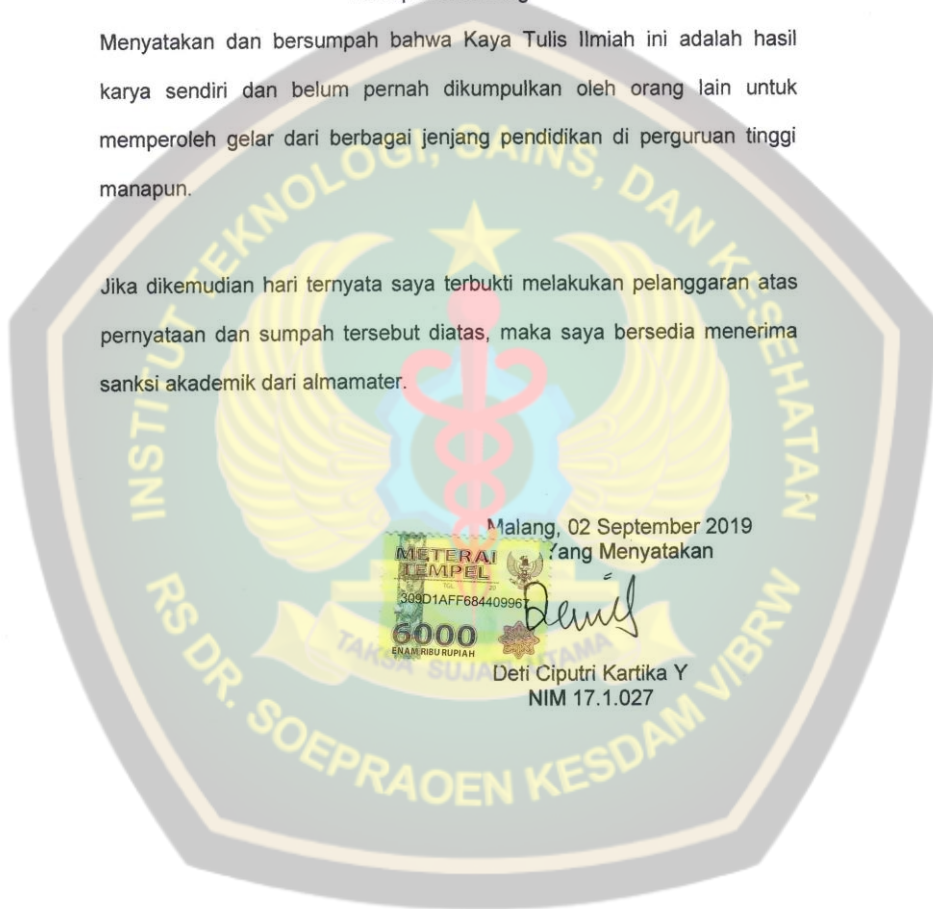 Menyatakan dan bersumpah bahwa Kaya Tulis Ilmiah ini adalah hasil
karya sendiri dan belum pernah dikumpulkan oleh orang lain untuk
memperoleh gelar dari berbagai jenjang pendidikan di perguruan tinggi
manapun.
Jika dikemudian hari ternyata saya terbukti melakukan pelanggaran atas
pernyataan dan sumpah tersebut diatas, maka saya bersedia menerima
sanksi akademik dari almamater.
Malang, 02 September 2019
Yang Menyatakan
METERAI
TEMPEL
TGL 20
309D1AFF684409967
6000
ENAM RIBU RUPIAH
Deti Ciputri Kartika Y
NIM 17.1.027
INSTITUT TEKNOLOGI, SAINS, DAN KESEHATAN
RS DR. SOEPRAOEN KESDAM V/BRW